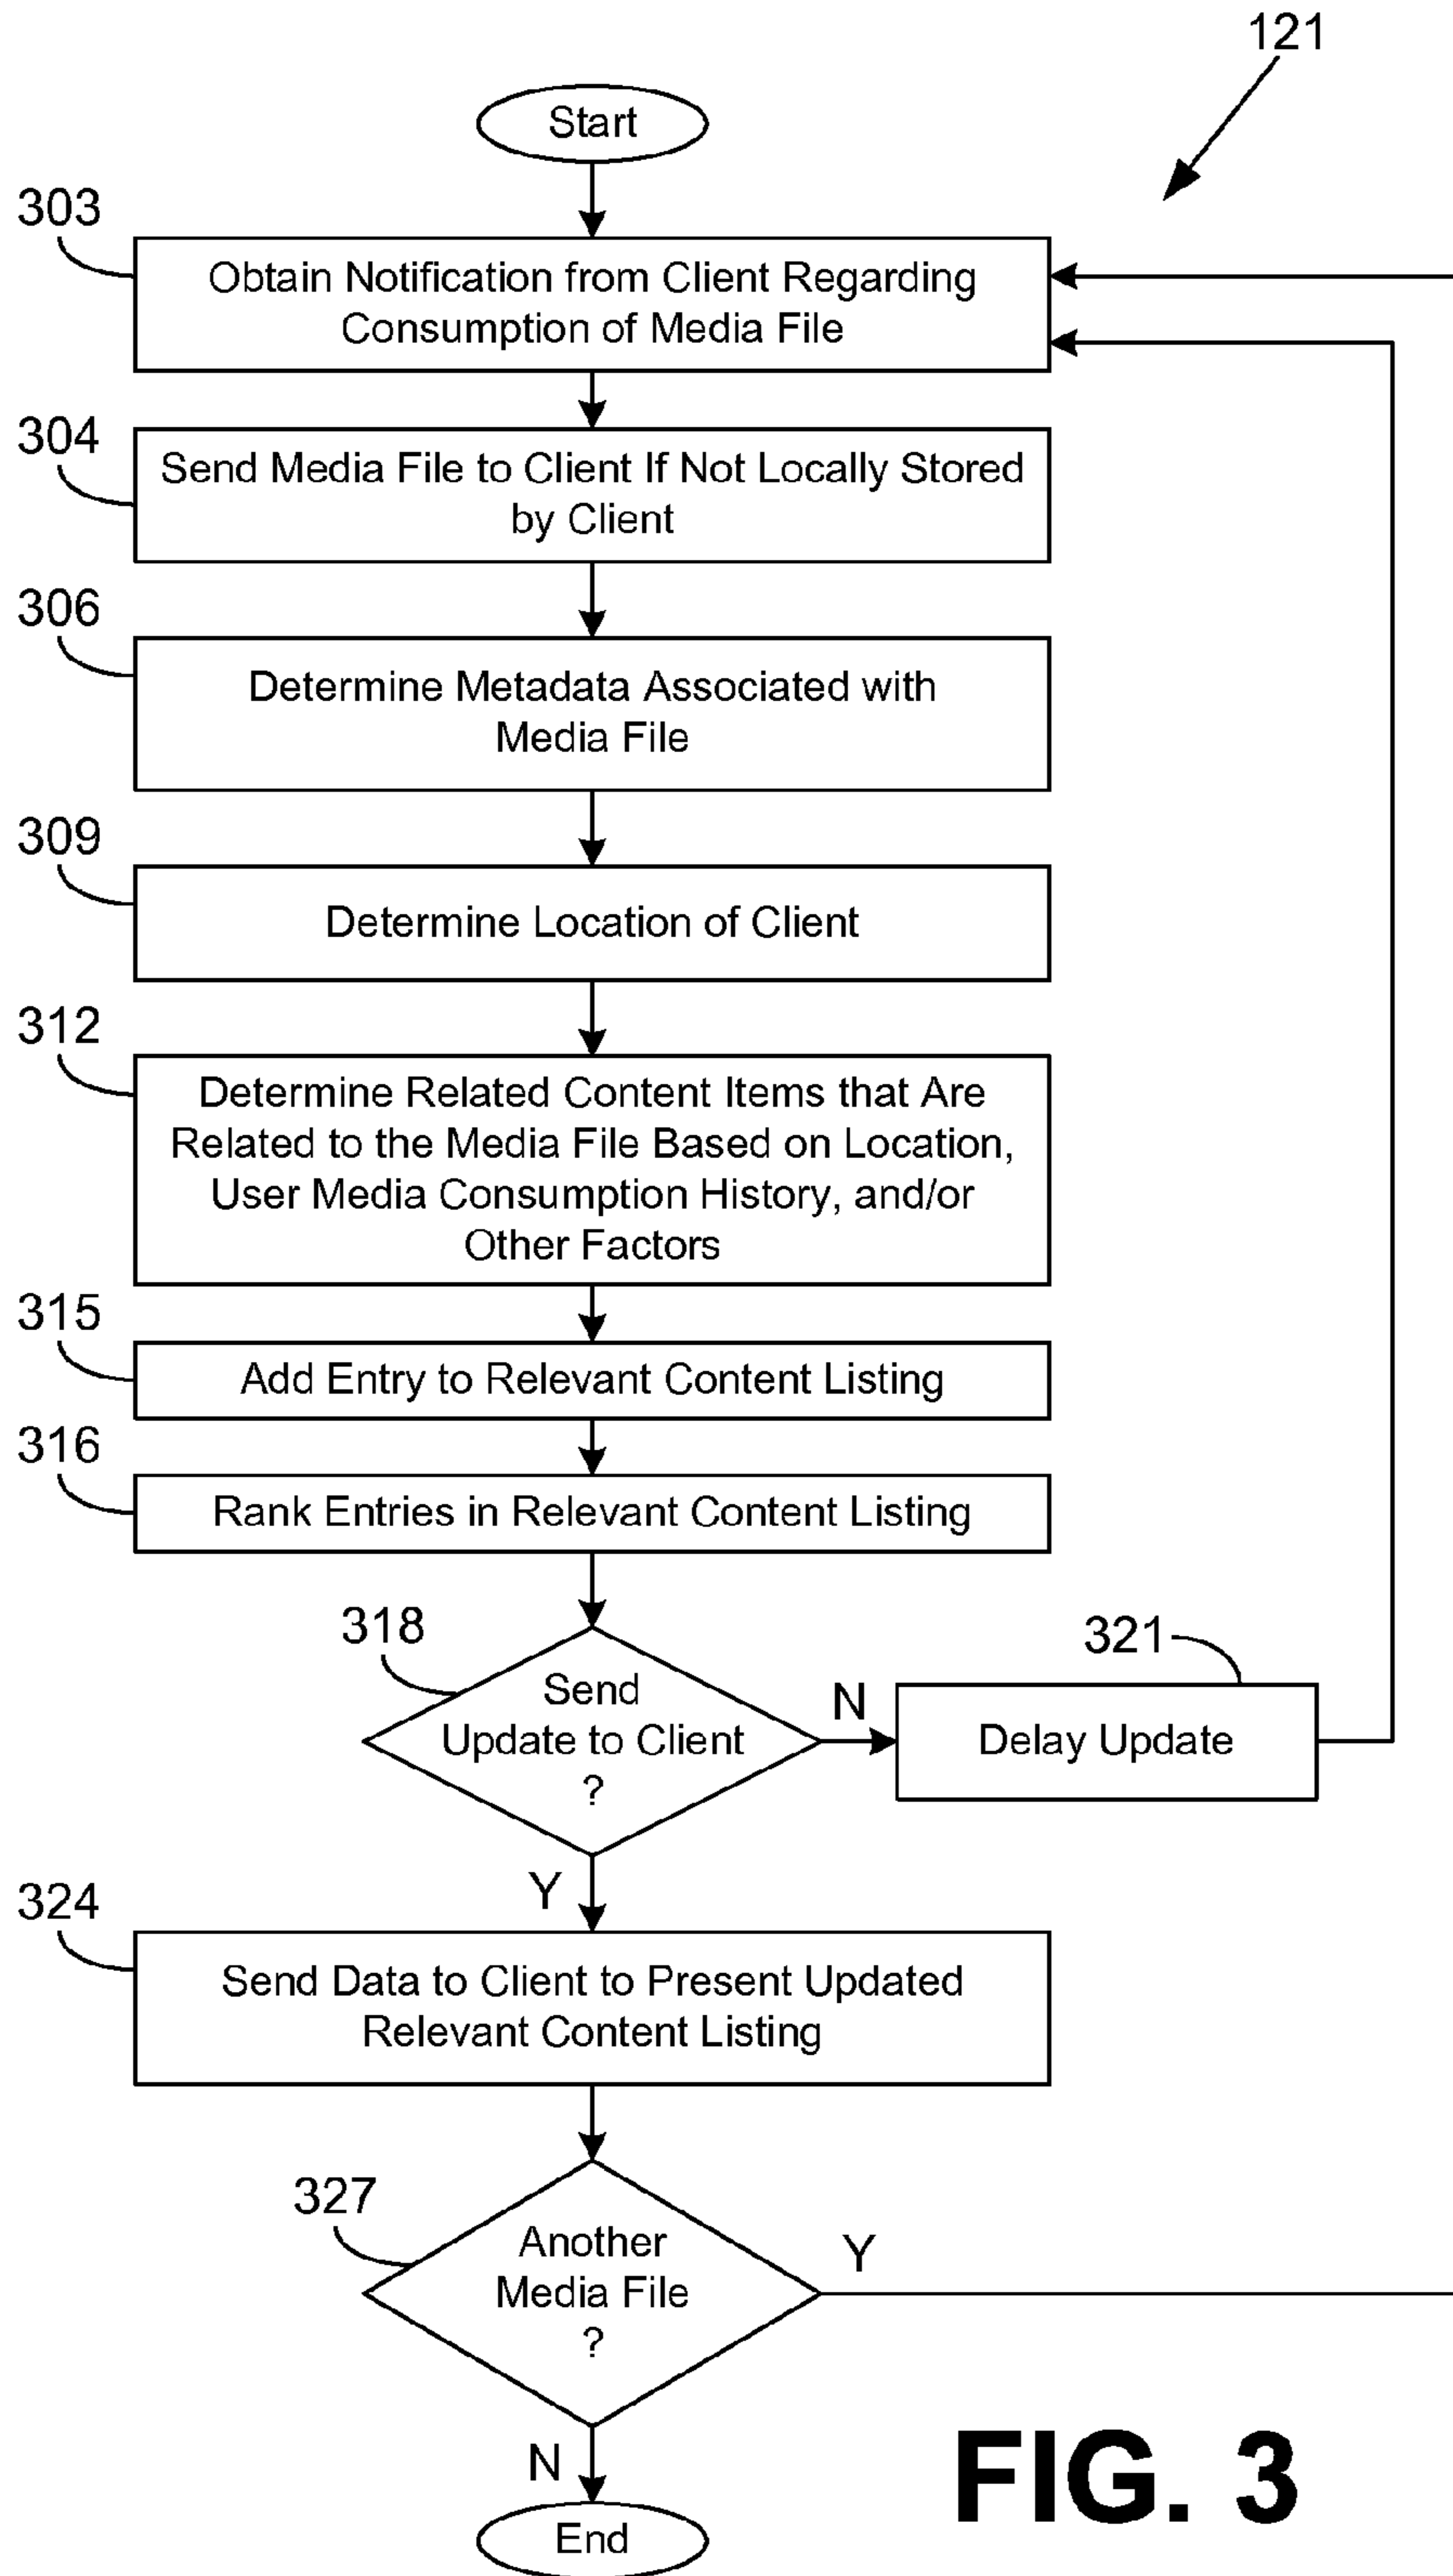 121
Start
303
Obtain Notification from Client Regarding
Consumption of Media File
304
Send Media File to Client If Not Locally Stored
by Client
306
Determine Metadata Associated with
Media File
309
Determine Location of Client
312
Determine Related Content Items that Are
Related to the Media File Based on Location,
User Media Consumption History, and/or
Other Factors
315
Add Entry to Relevant Content Listing
316
Rank Entries in Relevant Content Listing
318
Send
Update to Client
?
N
321
Delay Update
Y
324
Send Data to Client to Present Updated
Relevant Content Listing
327
Another
Media File
?
Y
N
End
FIG. 3